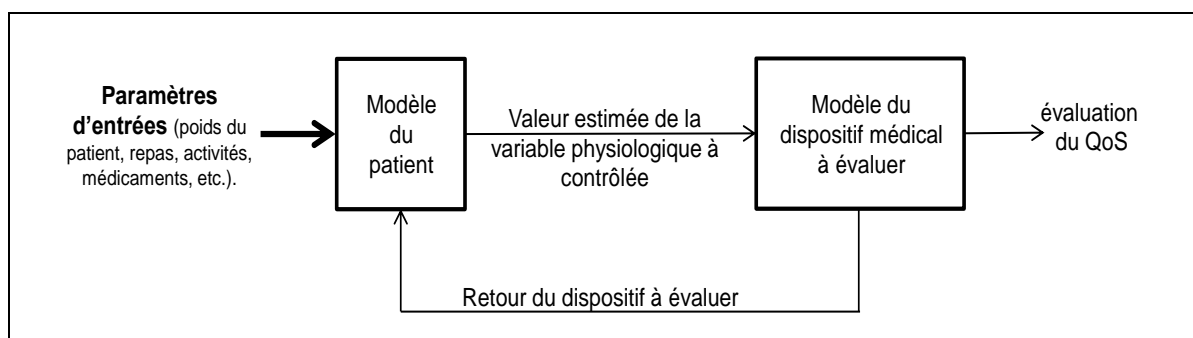 Paramètres
d'entrées (poids du
patient, repas, activités,
médicaments, etc.).
Modèle
du
patient
Valeur estimée de la
variable physiologique à
contrôlée
Modèle du
dispositif médical
à évaluer
évaluation
du QoS
Retour du dispositif à évaluer